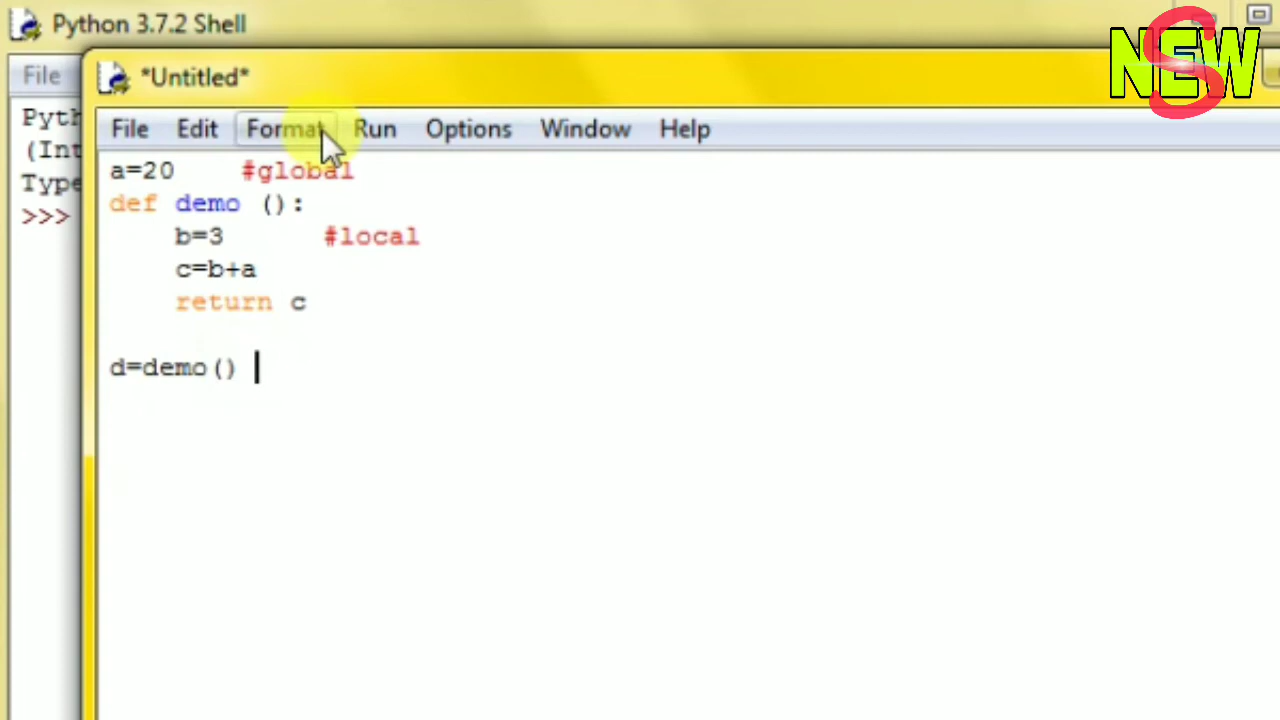 Python 3.7.2 Shell
NEW
S
File
*Untitled*
Pyth
(Int
Type
>>>
File Edit Format Run Options Window Help
a=20 #global
def demo ():
b=3 #local
c=b+a
return c
d=demo()